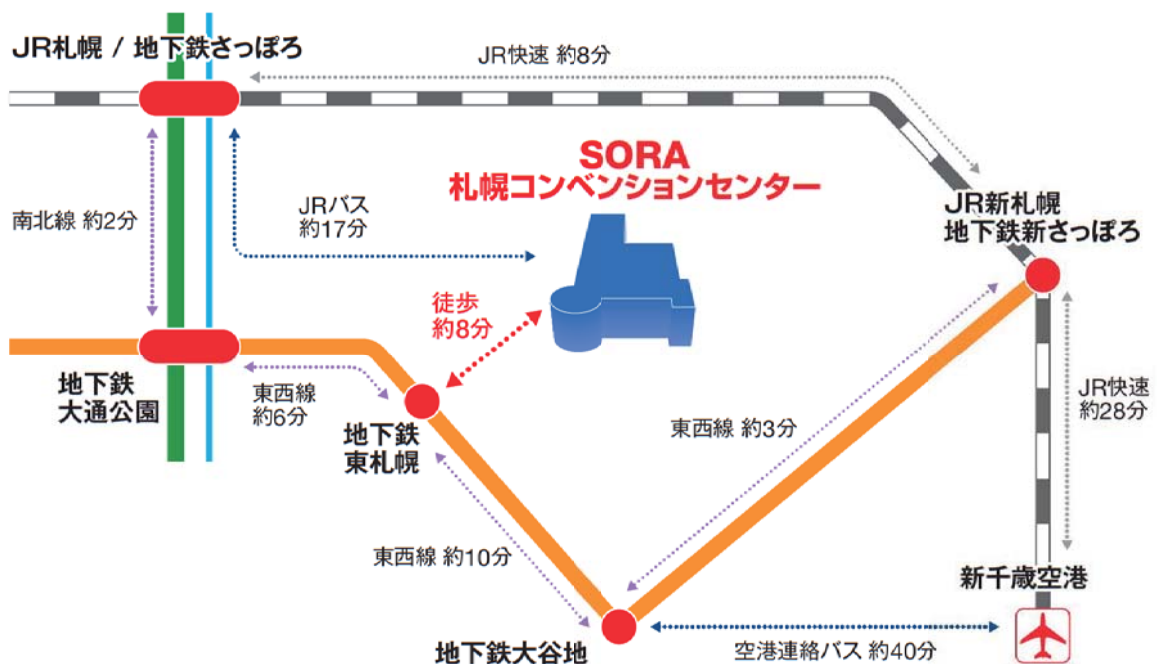 JR札幌 / 地下鉄さっぽろ
JR快速 約8分
SORA
札幌コンベンションセンター
JR新札幌
地下鉄新さっぽろ
南北線 約2分
JRバス
約17分
徒歩
約8分
地下鉄
大通公園
東西線
約6分
地下鉄
東札幌
東西線 約3分
JR快速
約28分
東西線 約10分
新千歳空港
地下鉄大谷地
空港連絡バス 約40分